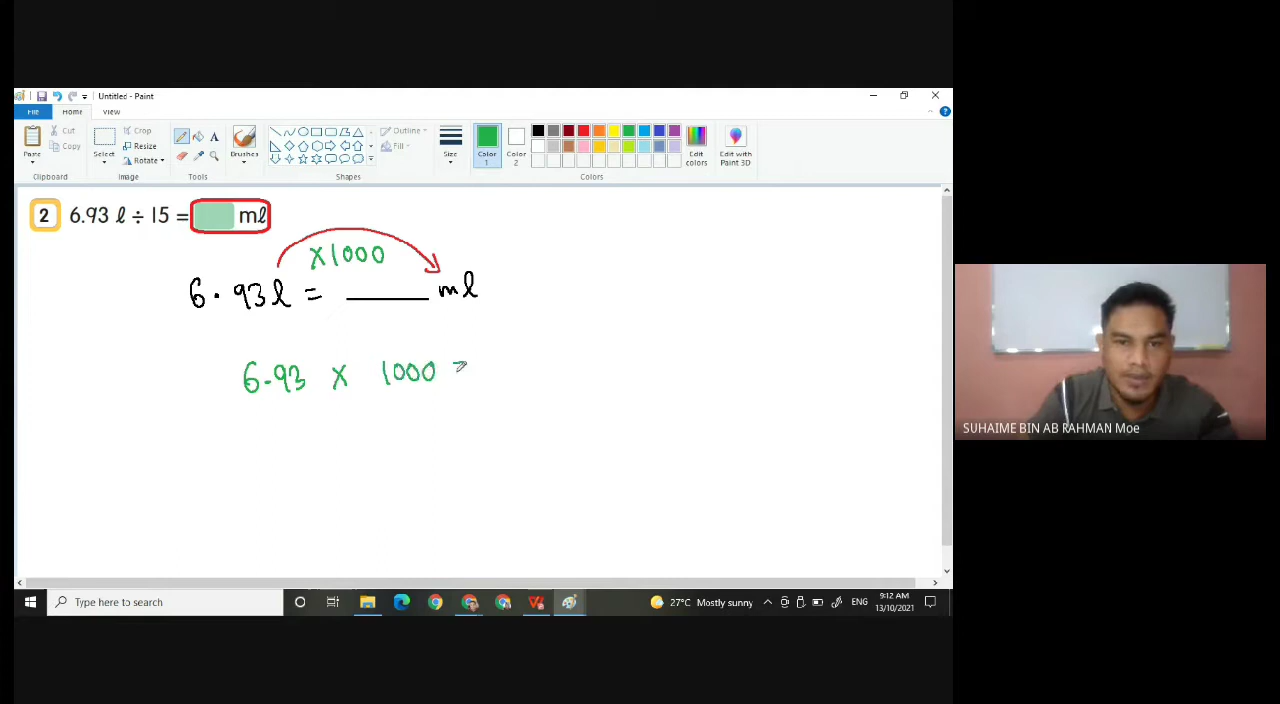 Untitled - Paint
File Home View
Paste
Cut
Copy
Clipboard
Select
Crop
Resize
Rotate
Image
Tools
Brushes
Shapes
Outline
Fill
Size
Color 1
Color 2
Edit colors
Edit with Paint 3D
Colors
2 6.93 ℓ ÷ 15 = mℓ
×1000
6.93l = ______ ml
6.93 × 1000 =
SUHAIME BIN AB RAHMAN Moe
Type here to search
27°C Mostly sunny
ENG
9:12 AM
13/10/2021